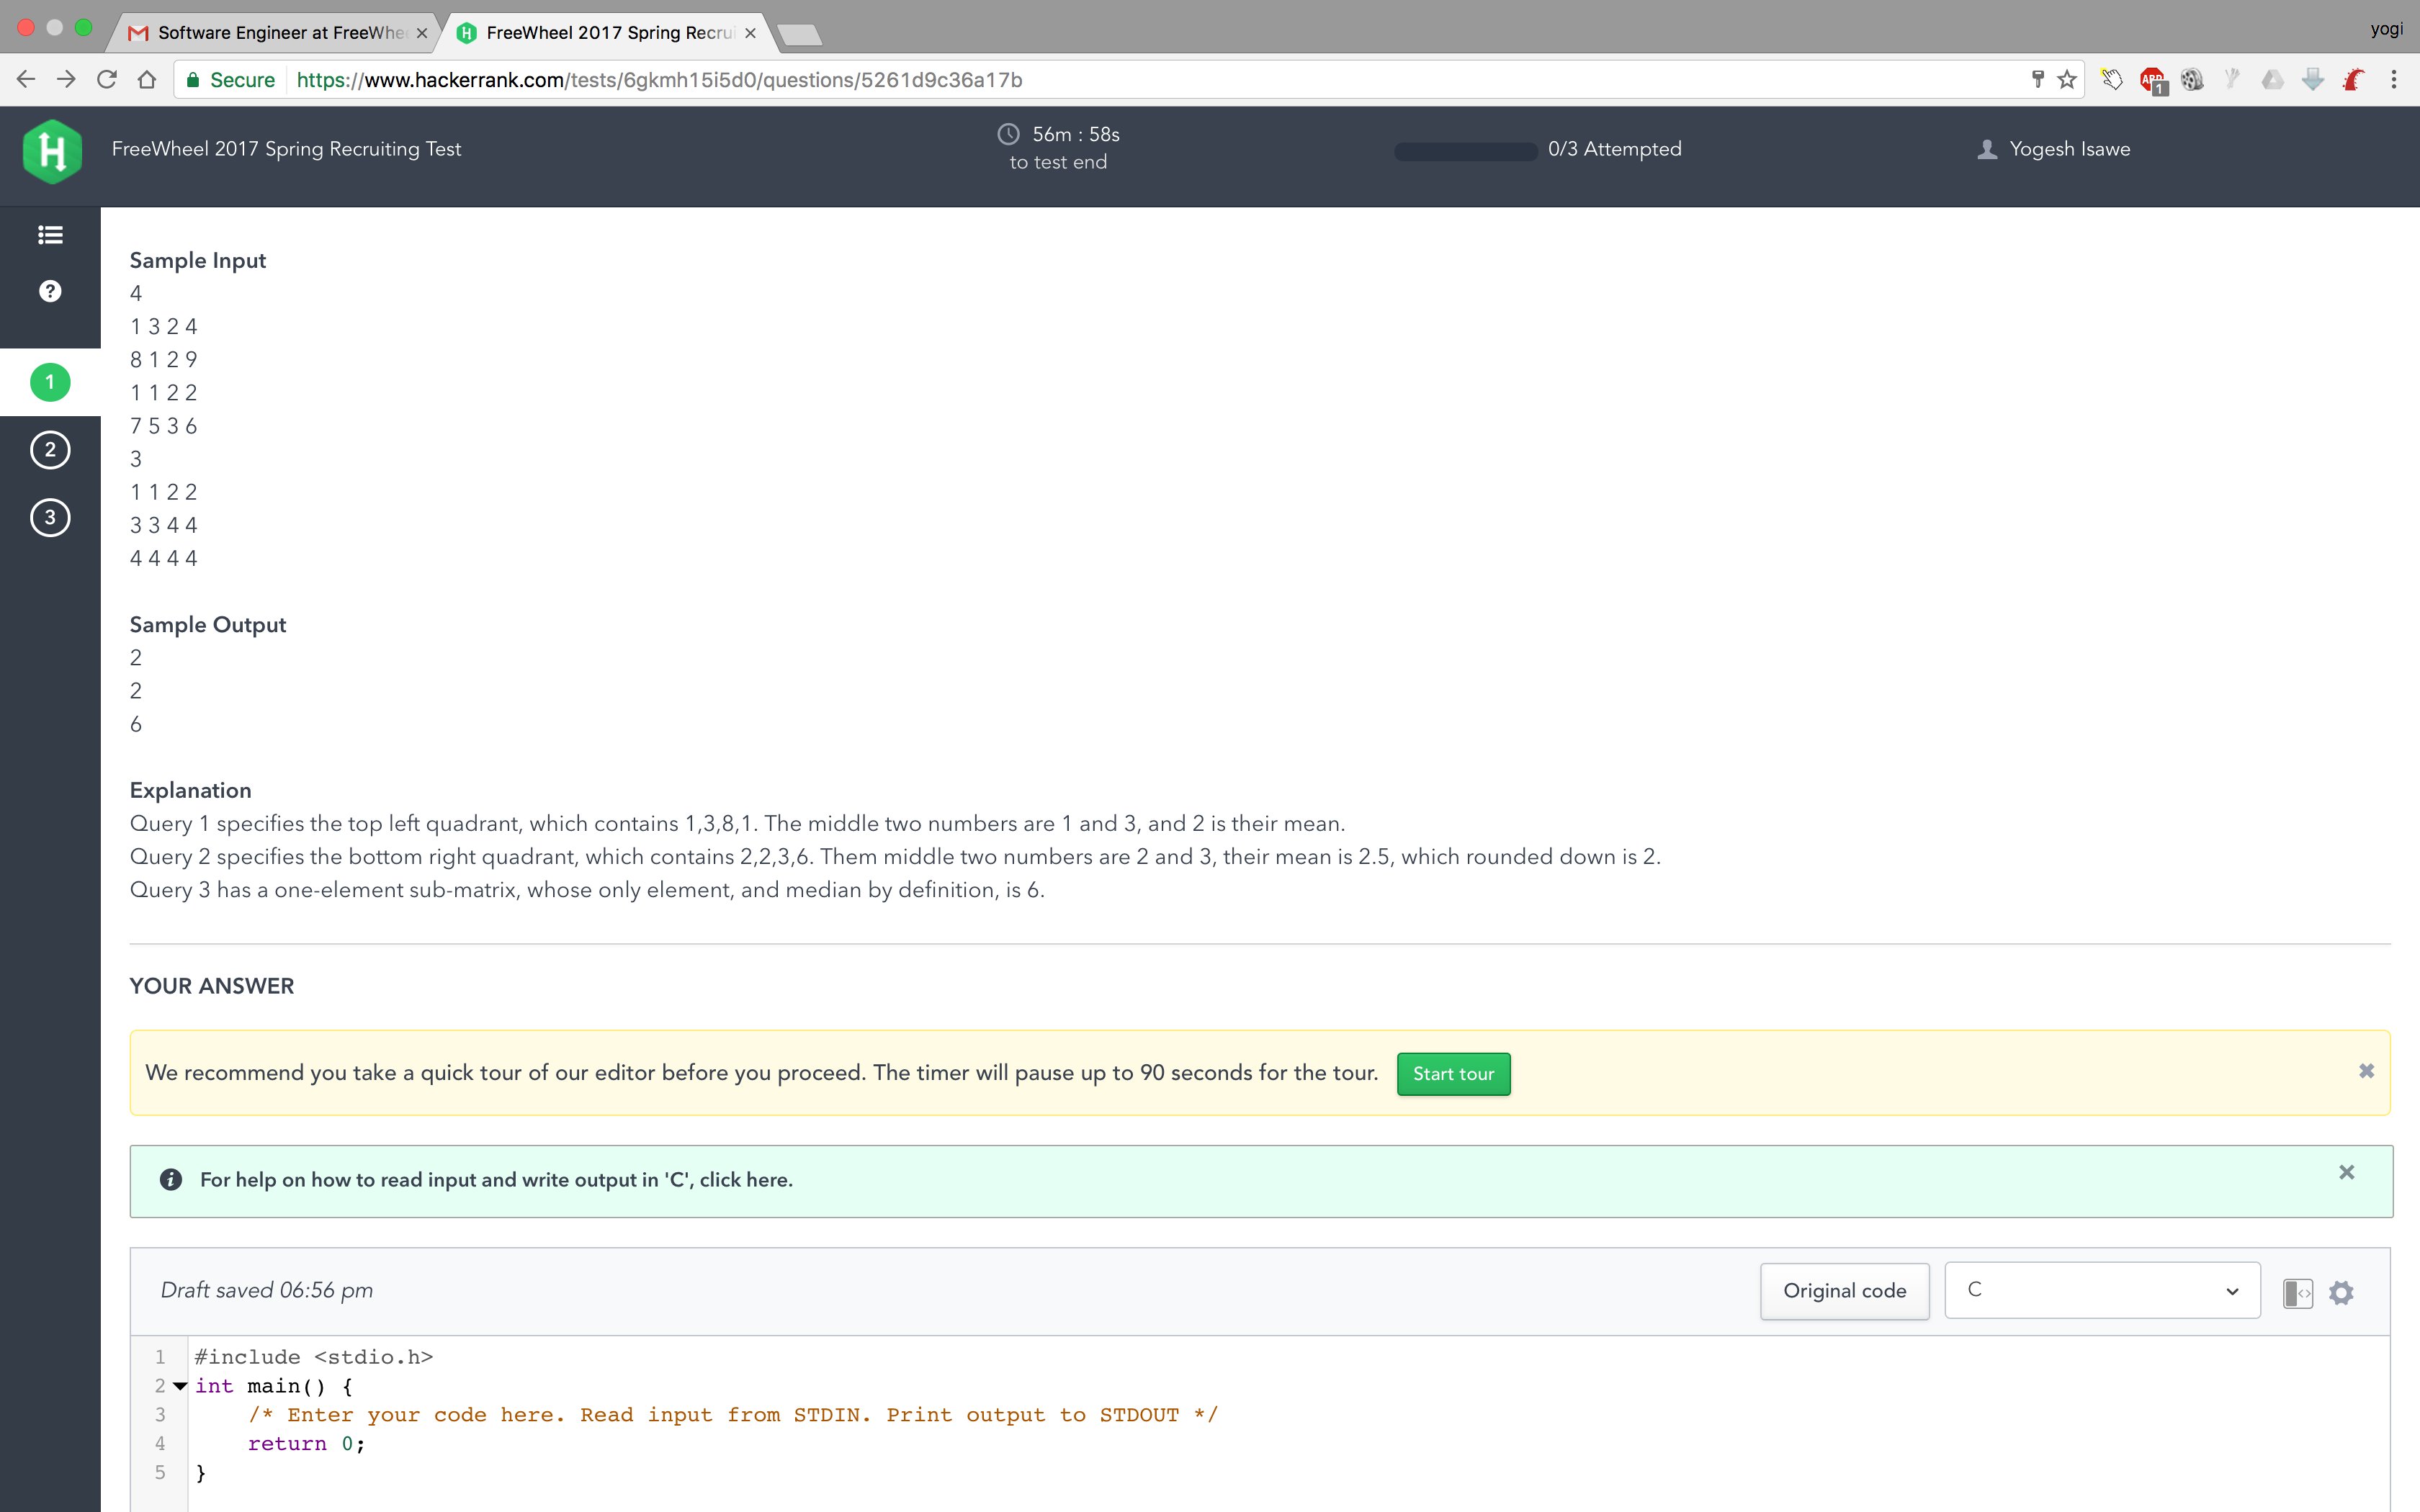 Software Engineer at FreeWhe
FreeWheel 2017 Spring Recrui
yogi
Secure https://www.hackerrank.com/tests/6gkmh15i5d0/questions/5261d9c36a17b
ABP 1
H
FreeWheel 2017 Spring Recruiting Test
56m : 58s
to test end
0/3 Attempted
Yogesh Isawe
?
1
2
3
Sample Input
4
1 3 2 4
8 1 2 9
1 1 2 2
7 5 3 6
3
1 1 2 2
3 3 4 4
4 4 4 4
Sample Output
2
2
6
Explanation
Query 1 specifies the top left quadrant, which contains 1,3,8,1. The middle two numbers are 1 and 3, and 2 is their mean.
Query 2 specifies the bottom right quadrant, which contains 2,2,3,6. Them middle two numbers are 2 and 3, their mean is 2.5, which rounded down is 2.
Query 3 has a one-element sub-matrix, whose only element, and median by definition, is 6.
YOUR ANSWER
We recommend you take a quick tour of our editor before you proceed. The timer will pause up to 90 seconds for the tour. Start tour
For help on how to read input and write output in 'C', click here.
Draft saved 06:56 pm
Original code
C
1 #include <stdio.h>
2 int main() {
3 /* Enter your code here. Read input from STDIN. Print output to STDOUT */
4 return 0;
5 }